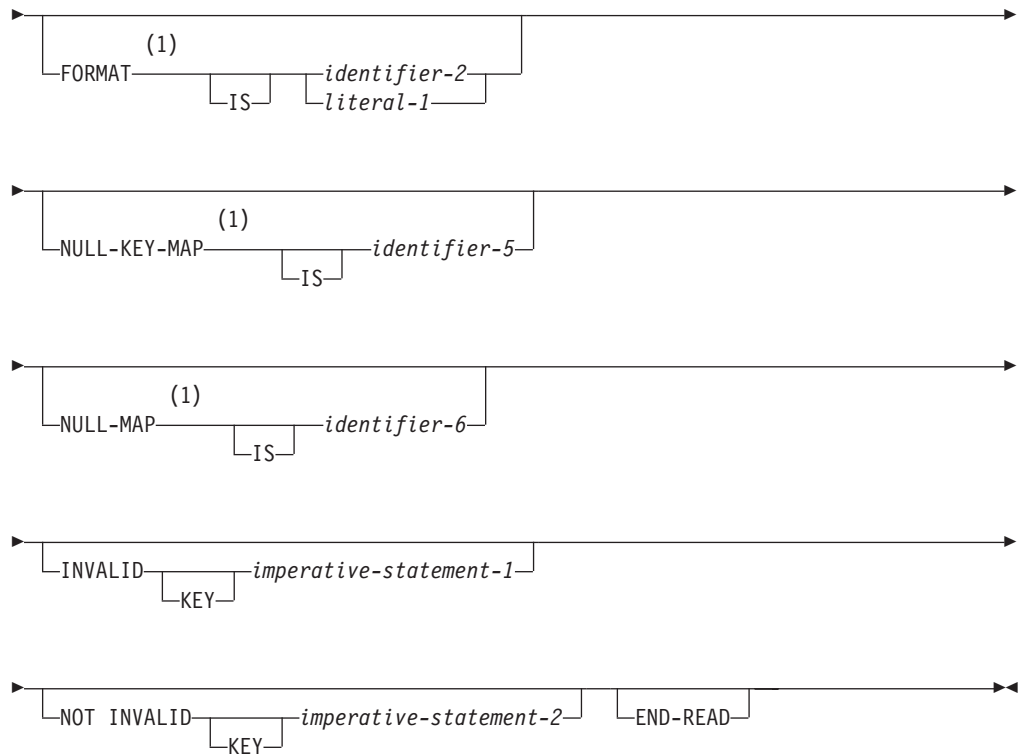 (1)
FORMAT IS identifier-2
literal-1
(1)
NULL-KEY-MAP IS identifier-5
(1)
NULL-MAP IS identifier-6
INVALID KEY imperative-statement-1
NOT INVALID KEY imperative-statement-2 END-READ